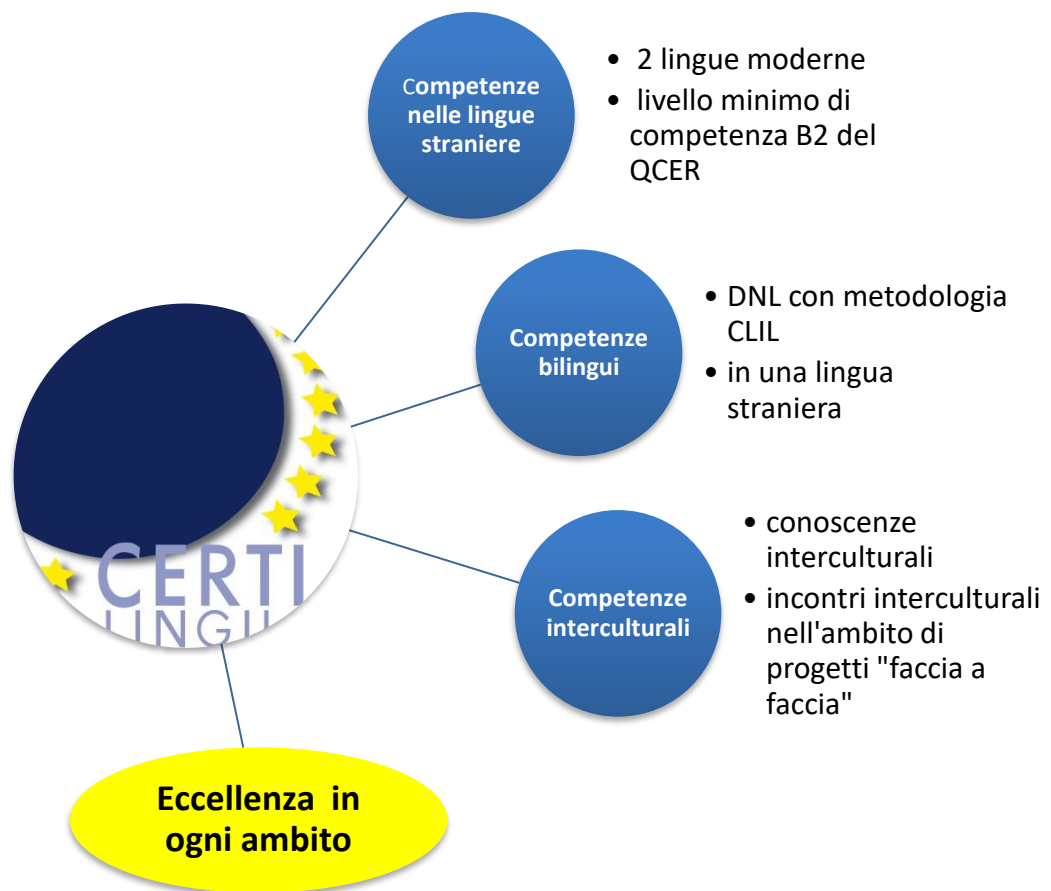 Competenze
nelle lingue
straniere
• 2 lingue moderne
• livello minimo di
competenza B2 del
QCER
Competenze
bilingui
• DNL con metodologia
CLIL
• in una lingua
straniera
CERTI
LINGU
Competenze
interculturali
• conoscenze
interculturali
• incontri interculturali
nell'ambito di
progetti "faccia a
faccia"
Eccellenza in
ogni ambito